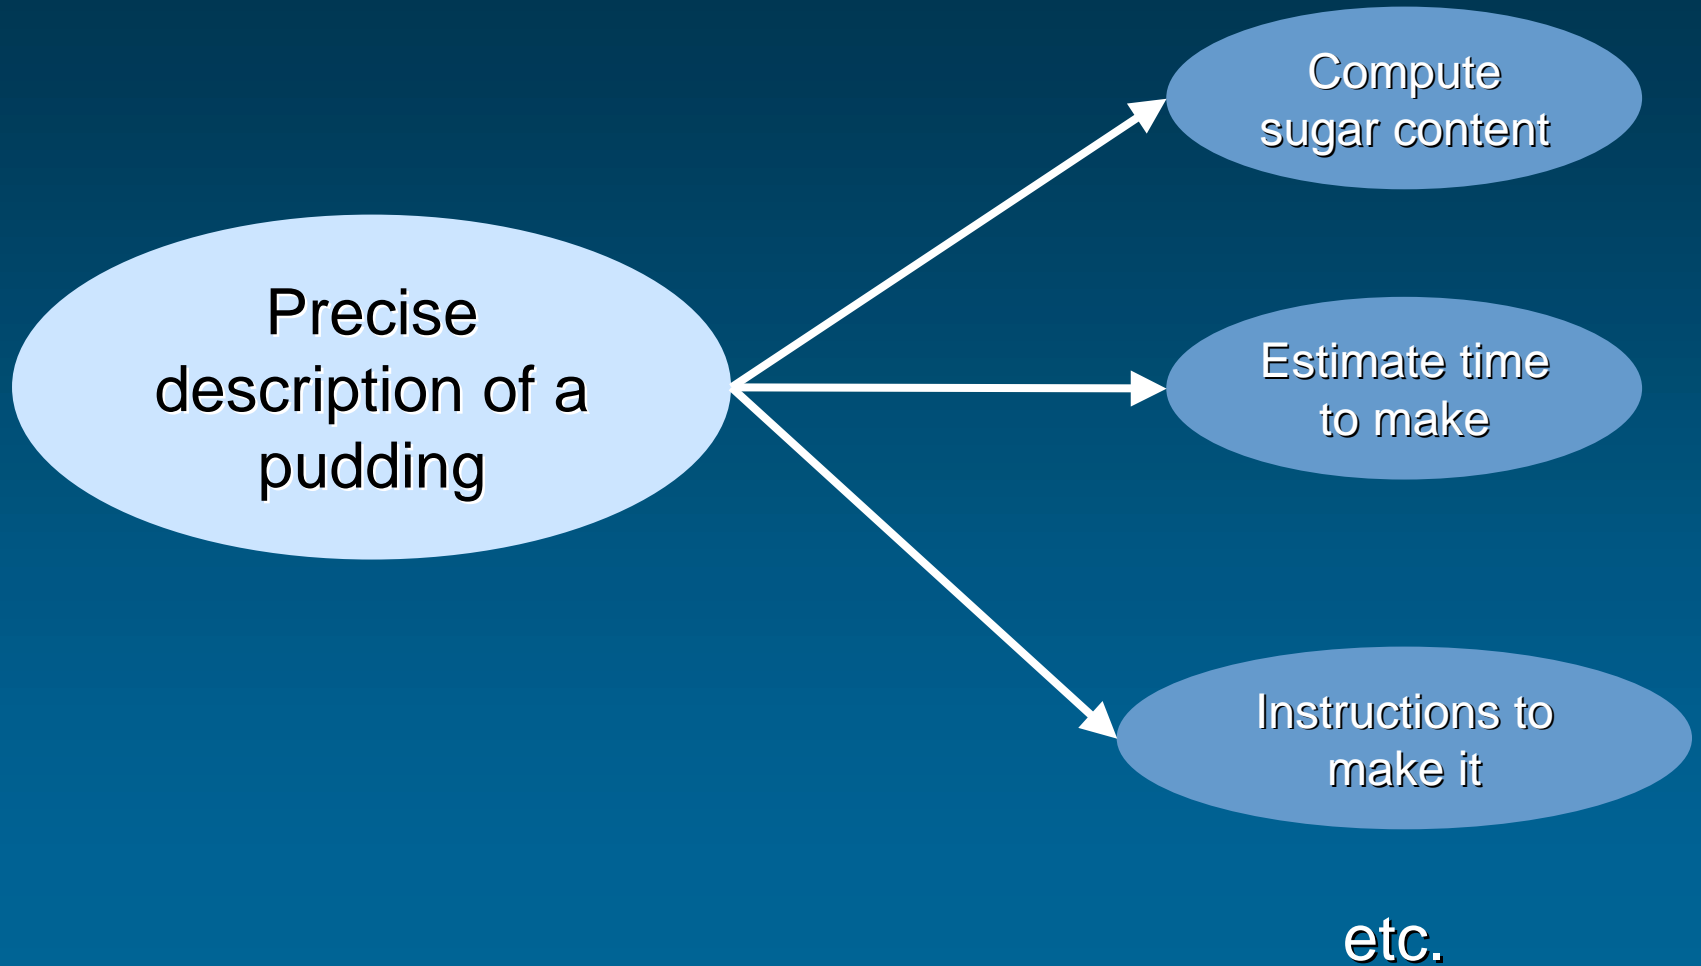 Compute
sugar content
Precise
description of a
pudding
Estimate time
to make
Instructions to
make it
etc.